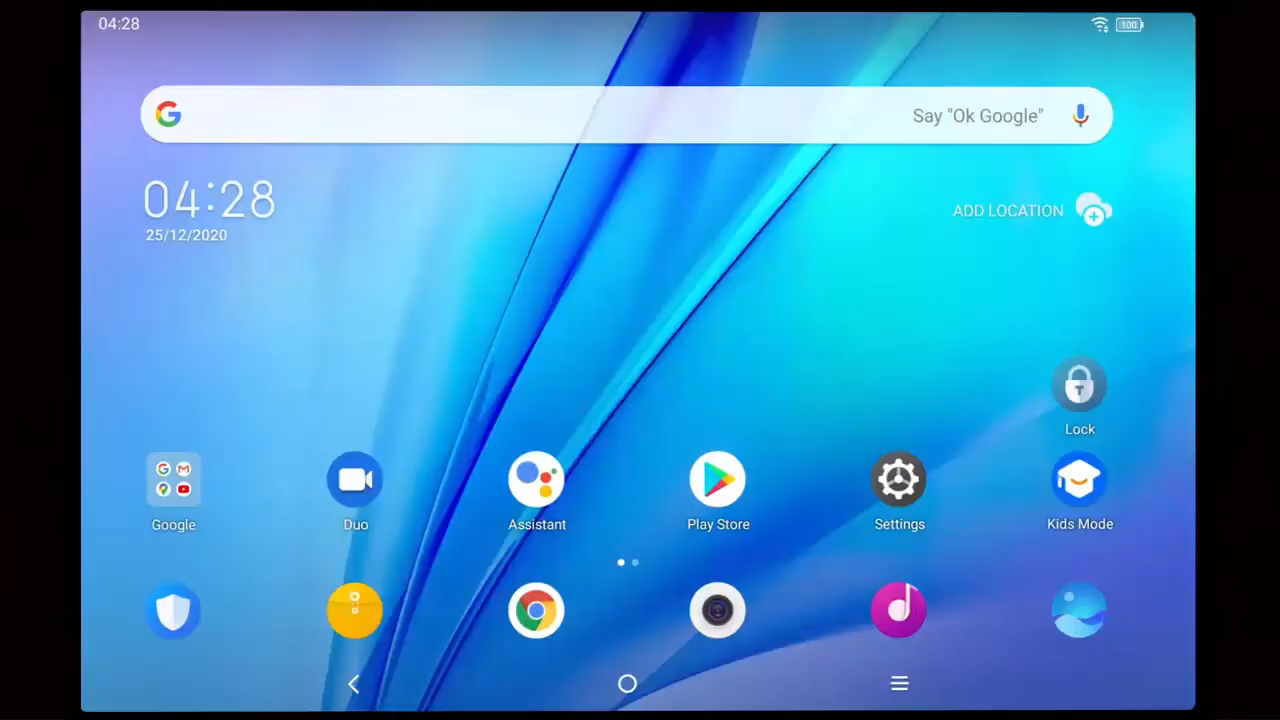 04:28
100
Say "Ok Google"
04:28
25/12/2020
ADD LOCATION
Lock
Google
Duo
Assistant
Play Store
Settings
Kids Mode